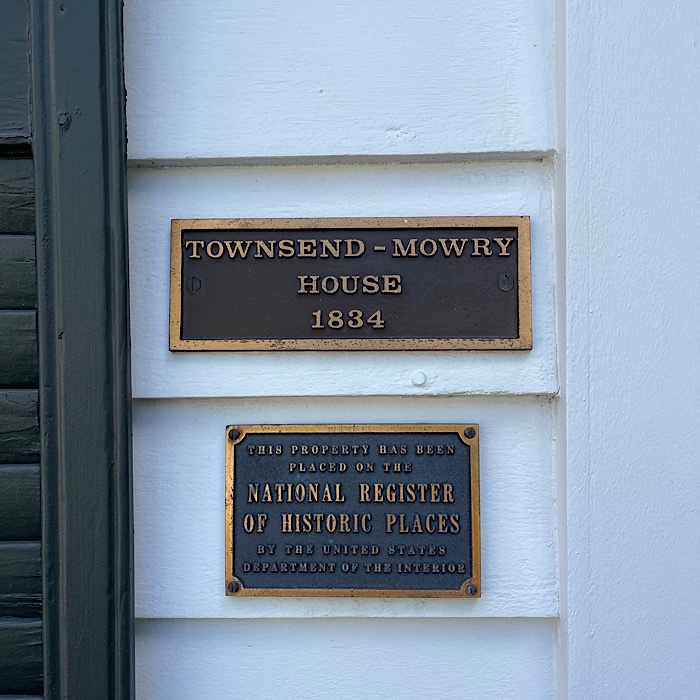 TOWNSEND - MOWRY
HOUSE
1834
THIS PROPERTY HAS BEEN
PLACED ON THE
NATIONAL REGISTER
OF HISTORIC PLACES
BY THE UNITED STATES
DEPARTMENT OF THE INTERIOR